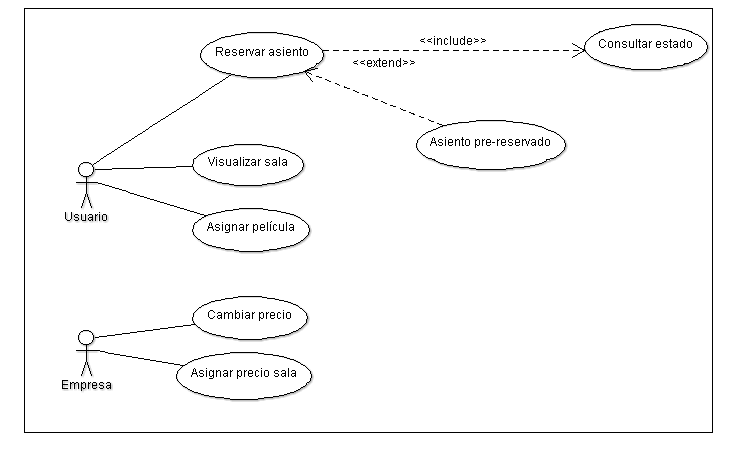 Reservar asiento
<<include>>
Consultar estado
<<extend>>
Asiento pre-reservado
Visualizar sala
Usuario
Asignar película
Cambiar precio
Empresa
Asignar precio sala